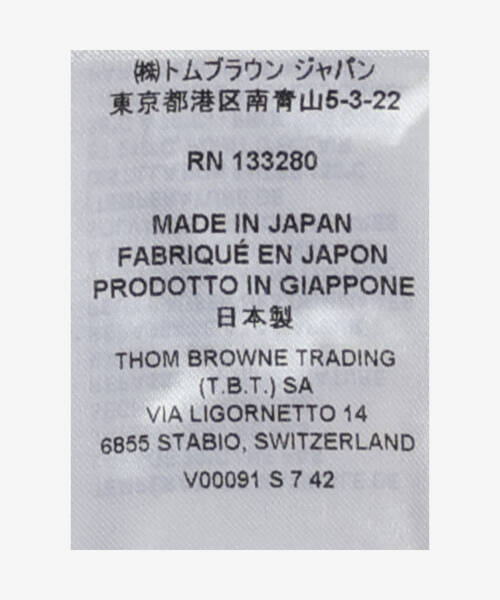 ㈱トムブラウン ジャパン
東京都港区南青山5-3-22
RN 133280
MADE IN JAPAN
FABRIQUÉ EN JAPON
PRODOTTO IN GIAPPONE
日本製
THOM BROWNE TRADING
(T.B.T.) SA
VIA LIGORNETTO 14
6855 STABIO, SWITZERLAND
V00091 S 7 42